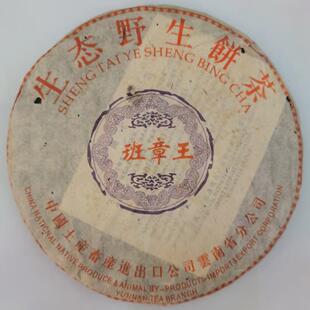 生态野生餅茶
SHENG TAI YE SHENG BING CHA
班章王
中國土產畜產進出口公司雲南省分公司
CHINA NATIONAL NATIVE PRODUCE & ANIMAL BY-PRODUCTS IMPORT & EXPORT CORPORATION
YUNNAN TEA BRANCH